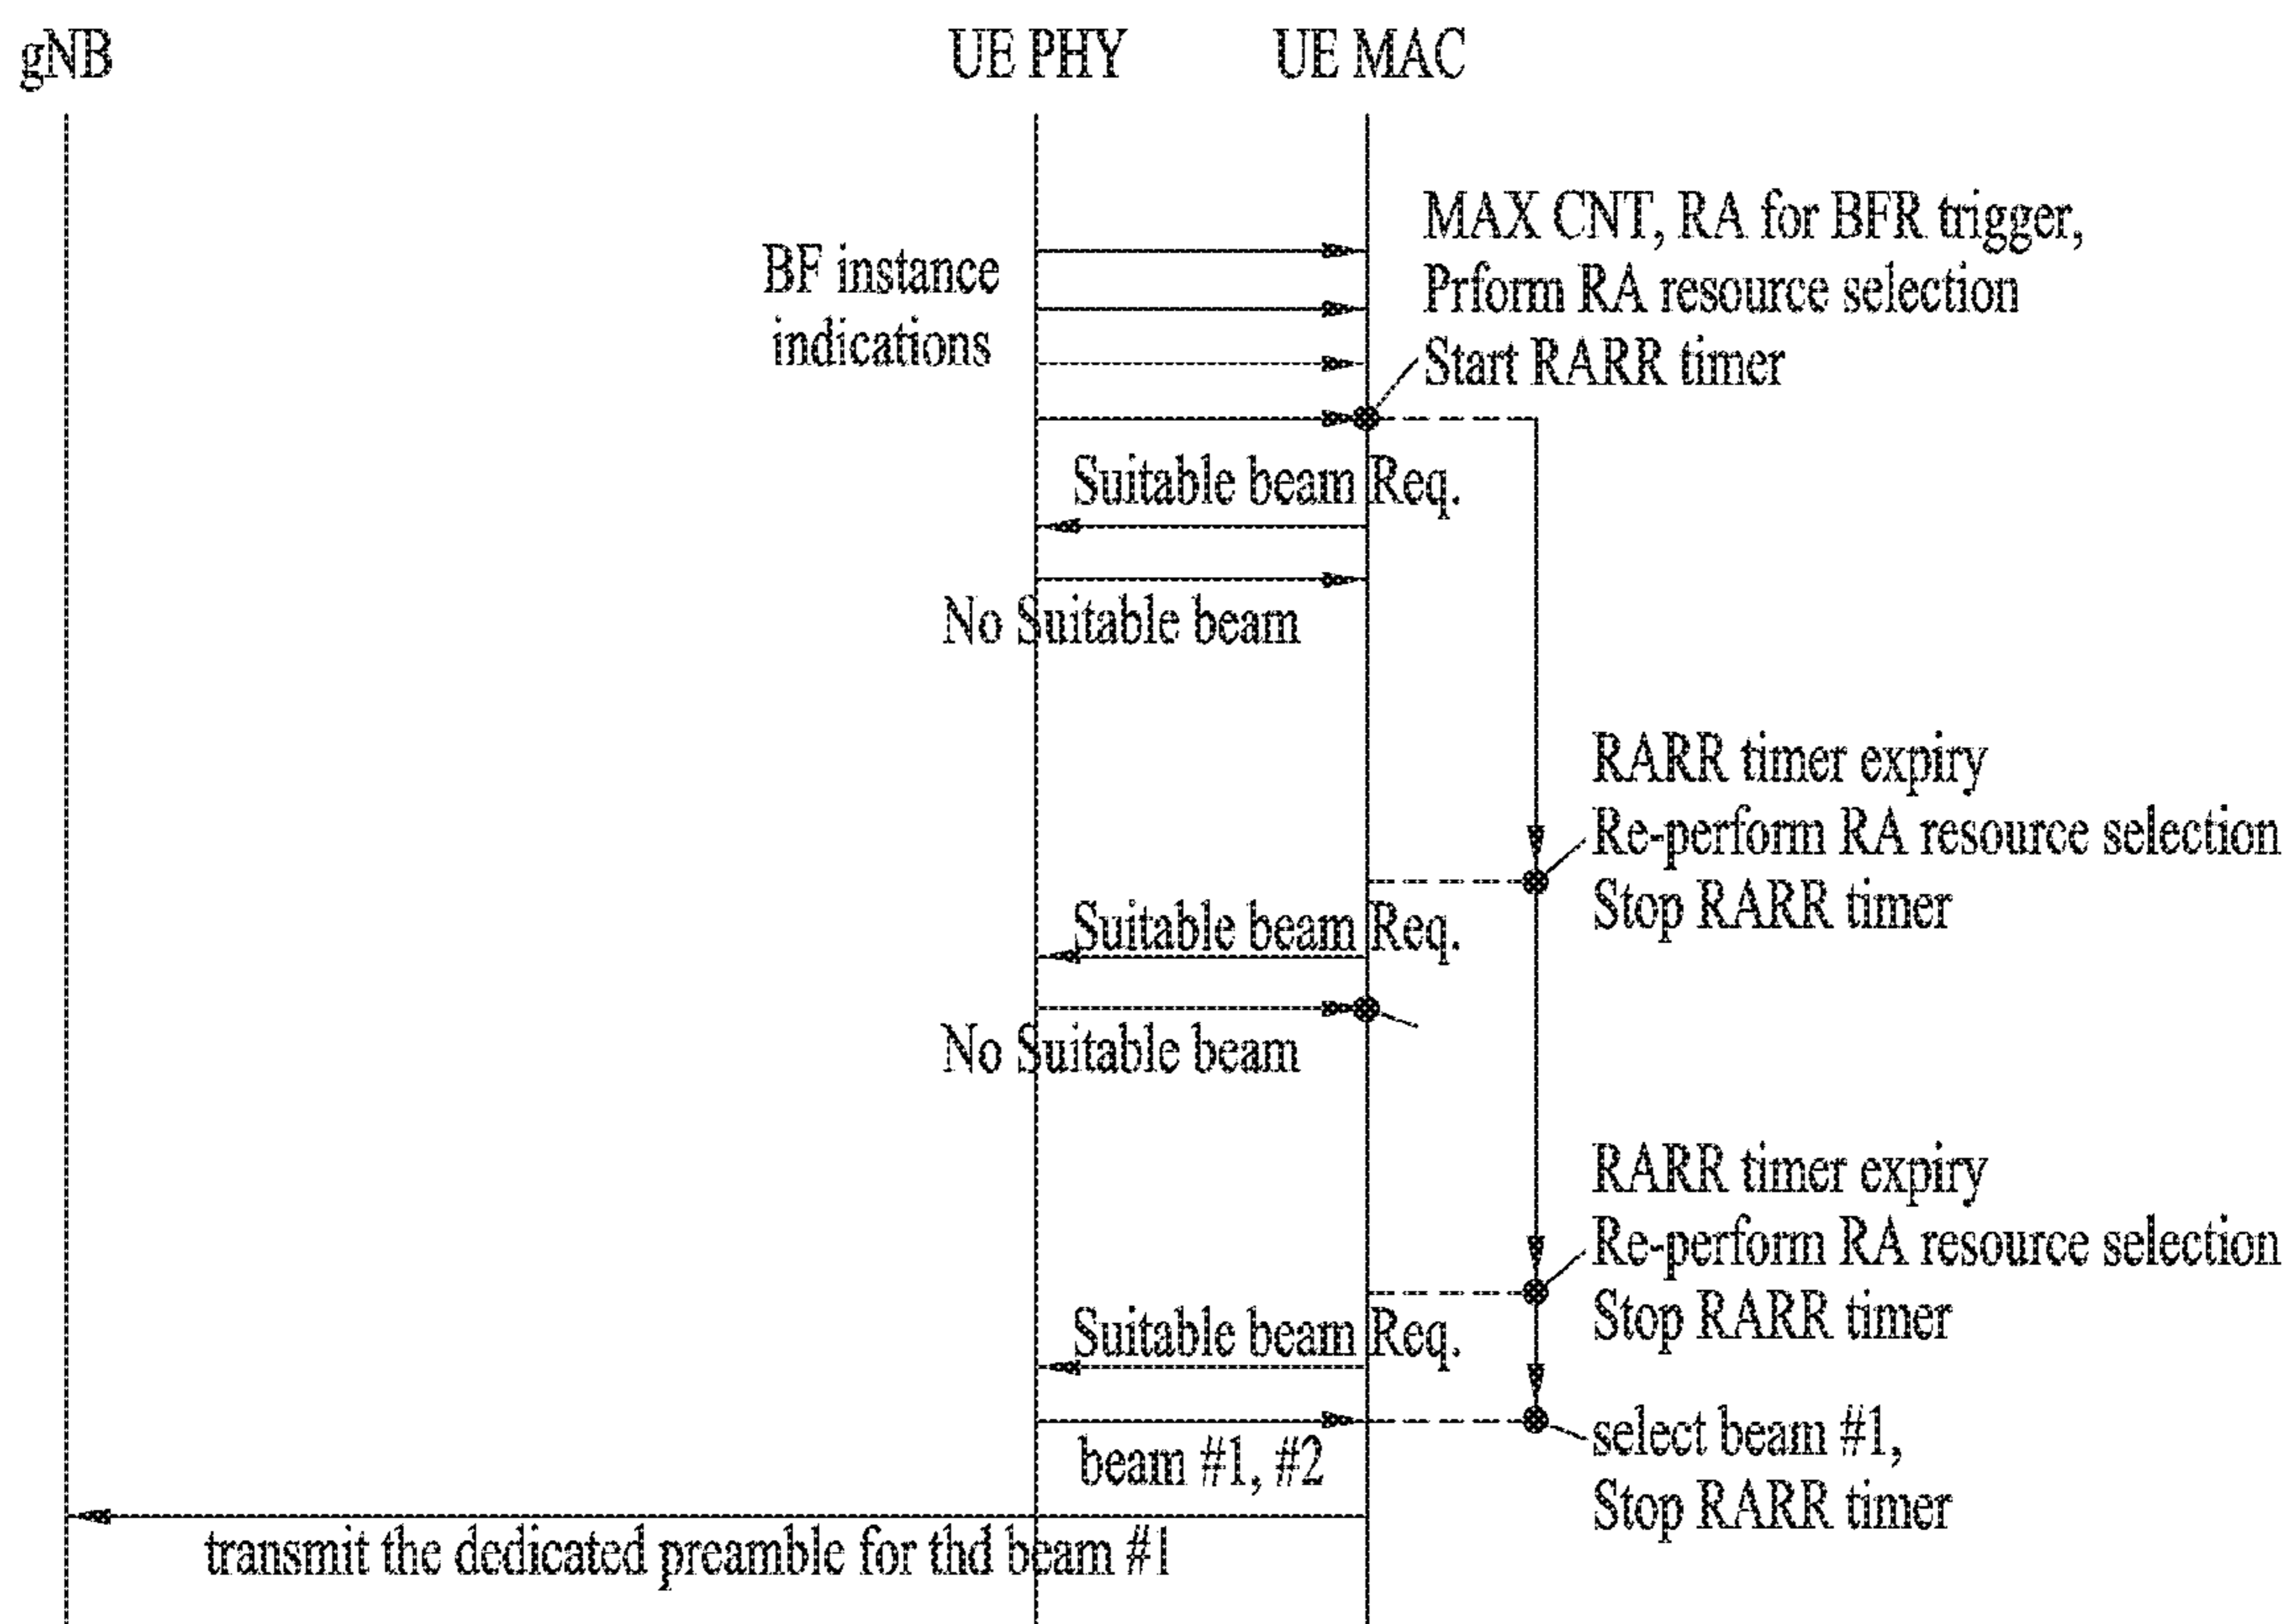 gNB
UE PHY
UE MAC
MAX CNT, RA for BFR trigger,
Prform RA resource selection
Start RARR timer
BF instance
indications
Suitable beam Req.
No Suitable beam
RARR timer expiry
Re-perform RA resource selection
Stop RARR timer
Suitable beam Req.
No Suitable beam
RARR timer expiry
Re-perform RA resource selection
Stop RARR timer
Suitable beam Req.
beam #1, #2
select beam #1,
Stop RARR timer
transmit the dedicated preamble for thd beam #1